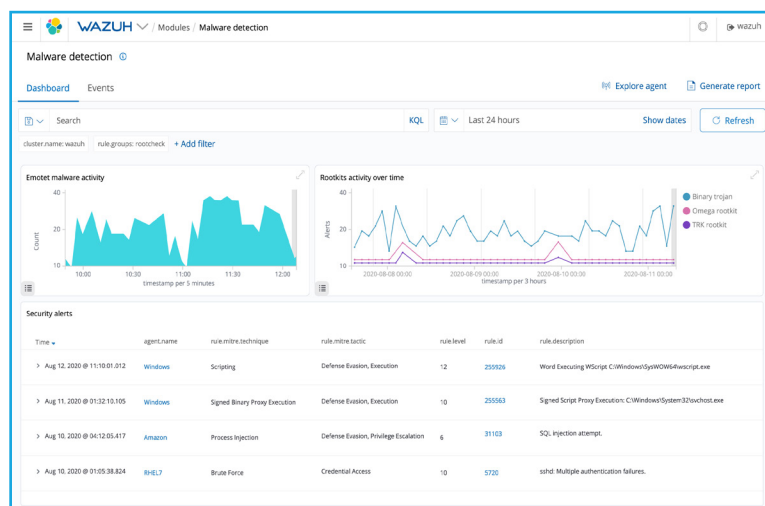 WAZUH / Modules / Malware detection wazuh
Malware detection
Dashboard Events Explore agent Generate report
Search KQL Last 24 hours Show dates Refresh
cluster.name: wazuh rule.groups: rootcheck + Add filter
Emotet malware activity
40
20
10
Count
10:00 10:30 11:00 11:30 12:00
timestamp per 5 minutes
Rootkits activity over time
40
20
10
Alerts
2020-08-08 00:00 2020-08-09 00:00 2020-08-10 00:00 2020-08-11 00:00
timestamp per 3 hours
Binary trojan
Omega rootkit
TRK rootkit
Security alerts
Time agent.name rule.mitre.technique rule.mitre.tactic rule.level rule.id rule.description
Aug 12, 2020 @ 11:10:01.012 Windows Scripting Defense Evasion, Execution 12 255926 Word Executing WScript C:\Windows\SysWOW64\wscript.exe
Aug 11, 2020 @ 01:32:10.105 Windows Signed Binary Proxy Execution Defense Evasion, Execution 10 255563 Signed Script Proxy Execution: C:\Windows\System32\svchost.exe
Aug 10, 2020 @ 04:12:05.417 Amazon Process Injection Defense Evasion, Privilege Escalation 6 31103 SQL injection attempt.
Aug 10, 2020 @ 01:05:38.824 RHEL7 Brute Force Credential Access 10 5720 sshd: Multiple authentication failures.